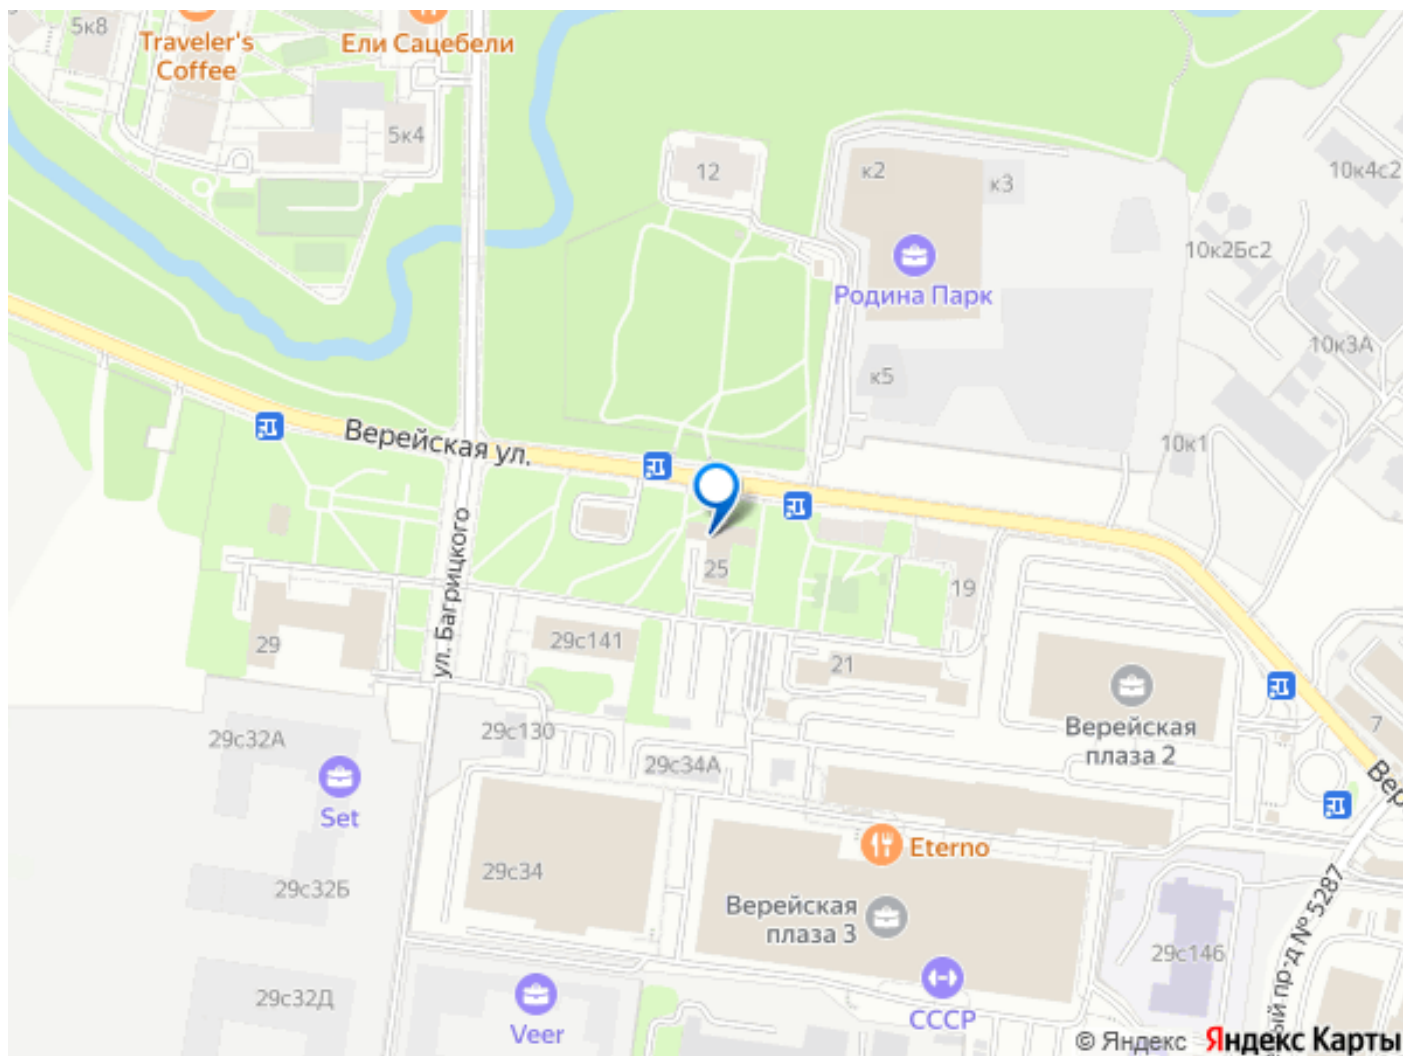 5к8
Traveler's
Coffee
Ели Сацебели
5к4
12
к2
к3
10к4с2
10к2Бс2
Родина Парк
10к3А
к5
Верейская ул.
10к1
ул. Багрицкого
25
19
29
29с141
21
Верейская
плаза 2
7
29с32А
29с130
29с34А
Set
Вер
Eterno
29с34
29с32Б
Верейская
плаза 3
ый пр-д № 5287
29с146
29с32Д
Veer
СССР
© Яндекс Яндекс Карты